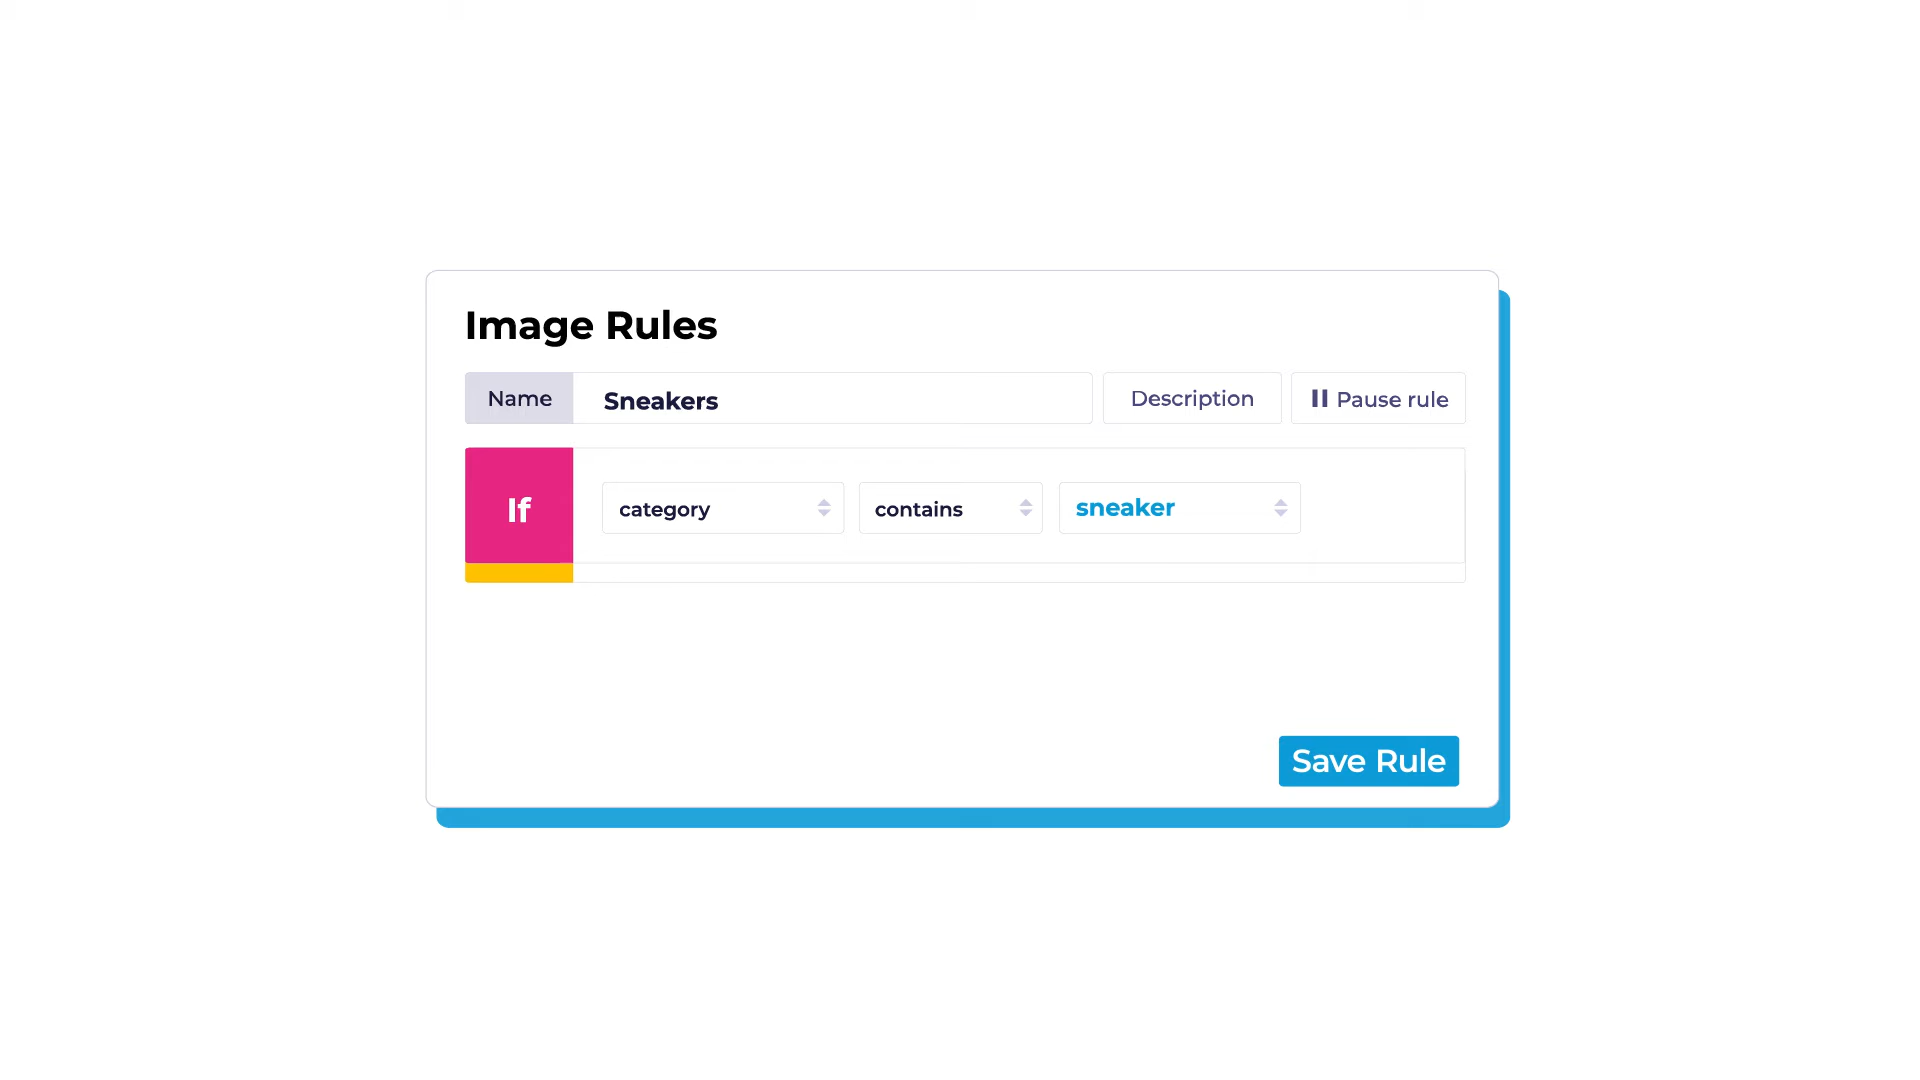 Image Rules
Name Sneakers Description Pause rule
If category contains sneaker
Save Rule